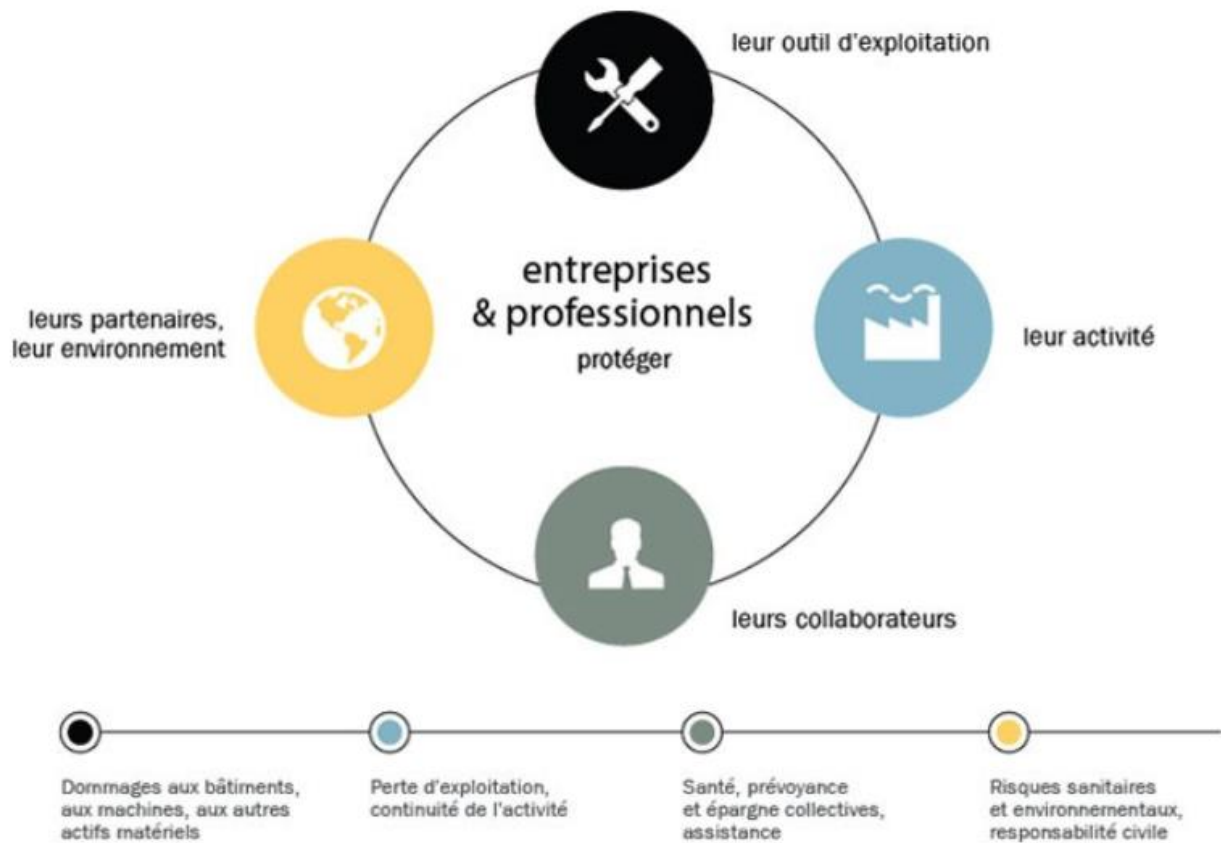 leur outil d'exploitation
entreprises
& professionnels
protéger
leurs partenaires,
leur environnement
leur activité
leurs collaborateurs
Dommages aux bâtiments,
aux machines, aux autres
actifs matériels
Perte d'exploitation,
continuité de l'activité
Santé, prévoyance
et épargne collectives,
assistance
Risques sanitaires
et environnementaux,
responsabilité civile